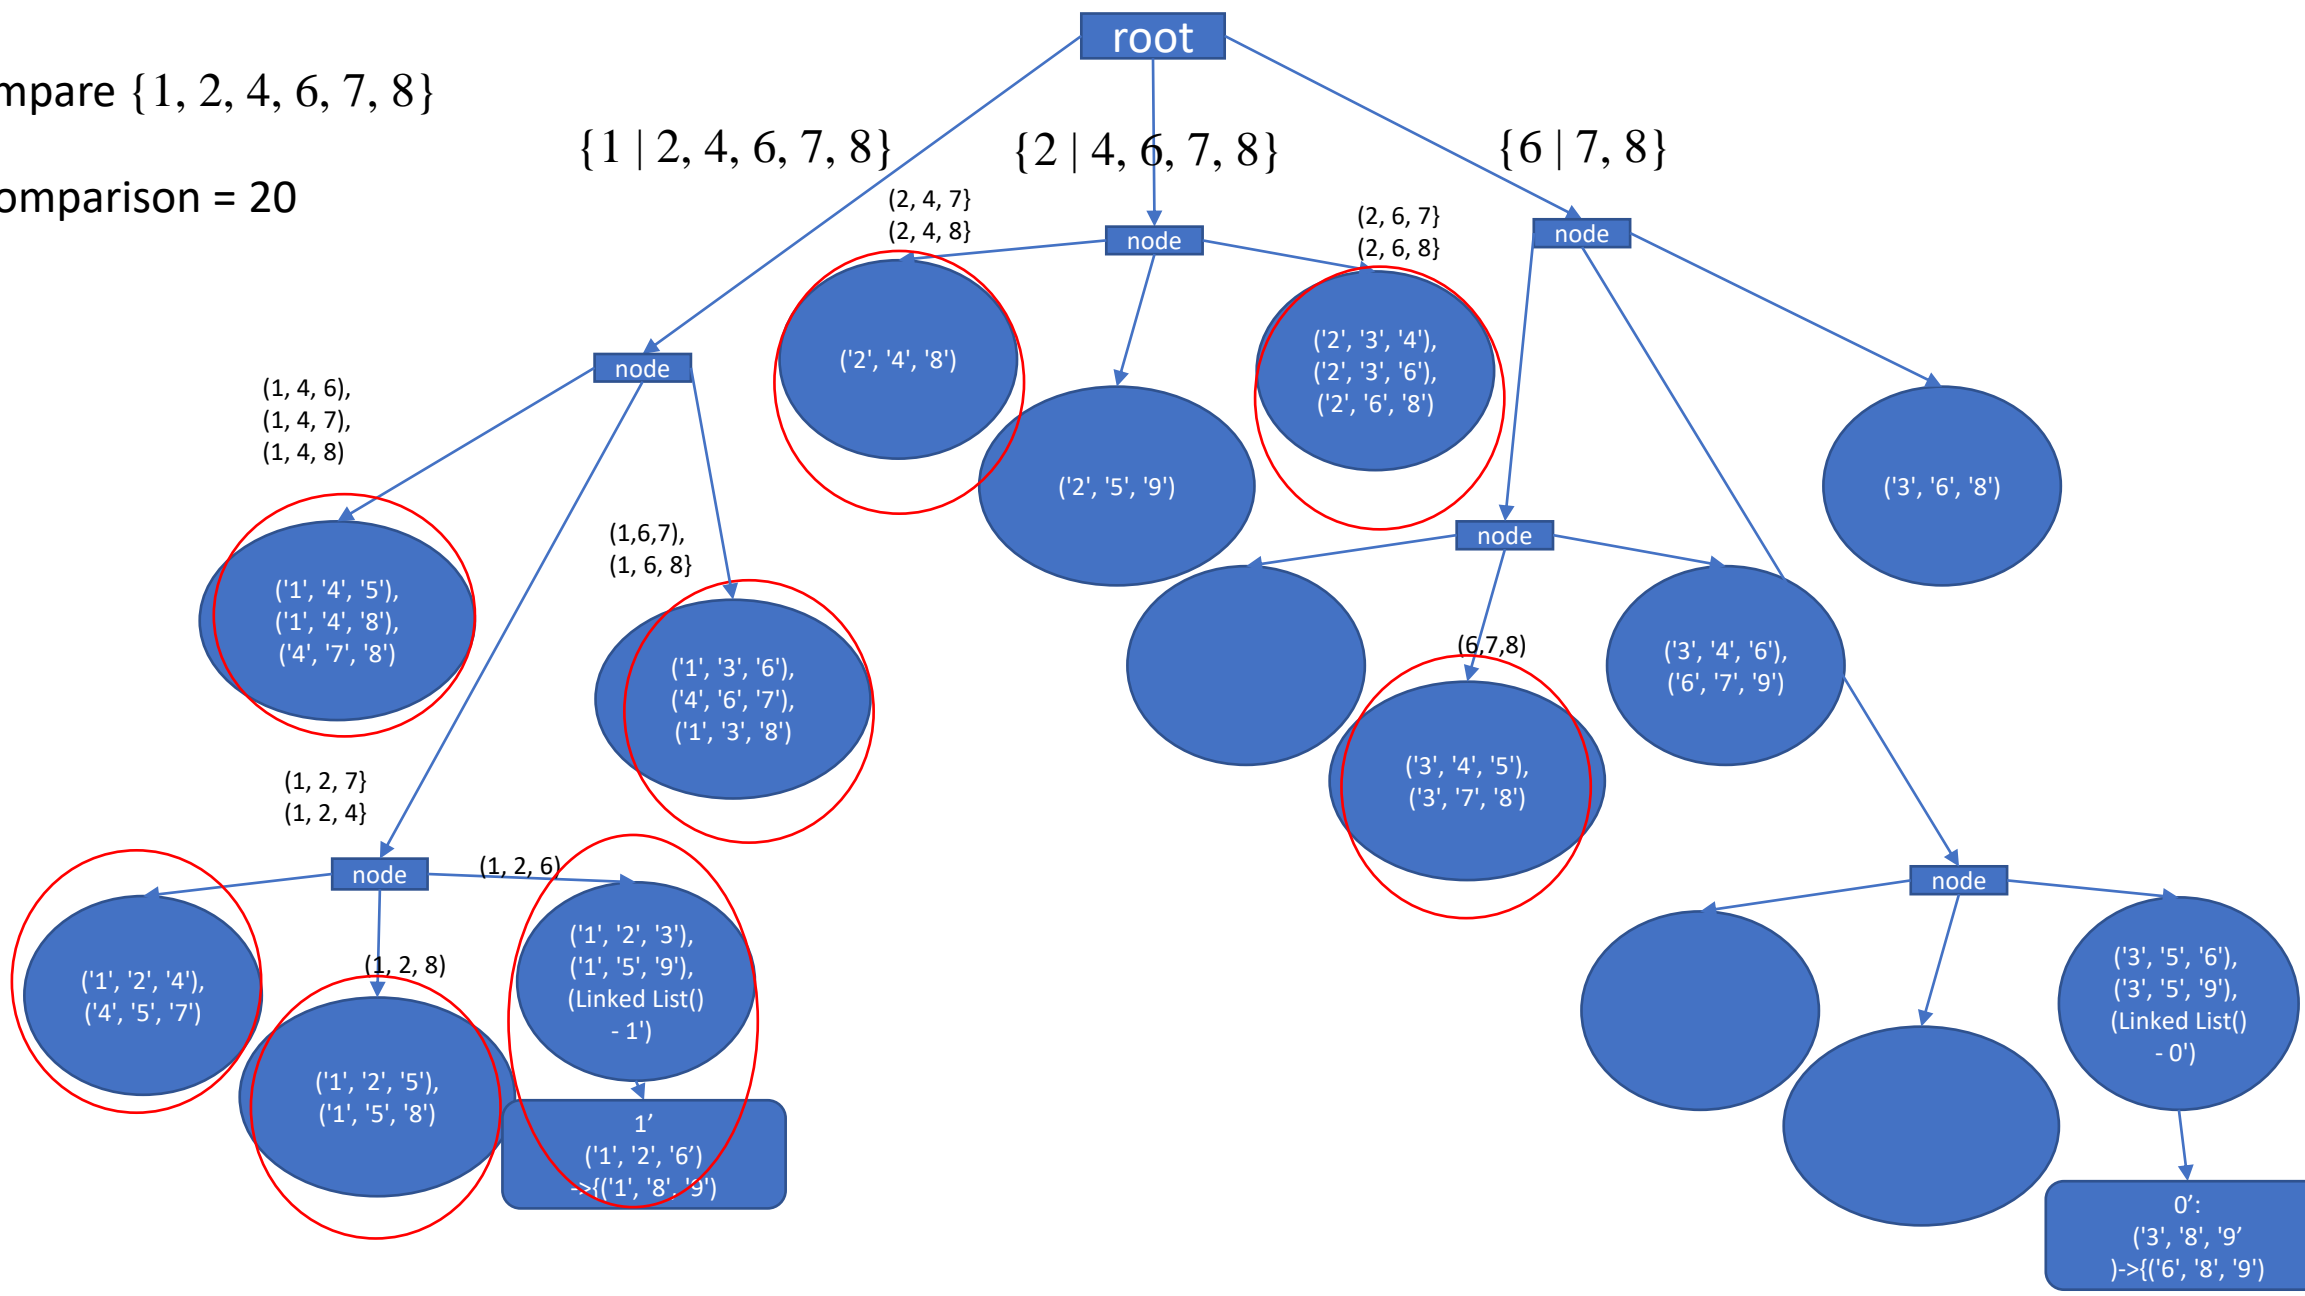 root
mpare {1, 2, 4, 6, 7, 8}
omparison = 20
{1 | 2, 4, 6, 7, 8}
{2 | 4, 6, 7, 8}
{6 | 7, 8}
(2, 4, 7}
(2, 4, 8}
node
(2, 6, 7}
(2, 6, 8}
node
node
(1, 4, 6),
(1, 4, 7),
(1, 4, 8)
('2', '4', '8')
('2', '3', '4'),
('2', '3', '6'),
('2', '6', '8')
('2', '5', '9')
('3', '6', '8')
node
(1,6,7),
(1, 6, 8}
('1', '4', '5'),
('1', '4', '8'),
('4', '7', '8')
('1', '3', '6'),
('4', '6', '7'),
('1', '3', '8')
(6,7,8)
('3', '4', '6'),
('6', '7', '9')
('3', '4', '5'),
('3', '7', '8')
(1, 2, 7}
(1, 2, 4}
node
(1, 2, 6)
node
('1', '2', '4'),
('4', '5', '7')
(1, 2, 8)
('1', '2', '5'),
('1', '5', '8')
('1', '2', '3'),
('1', '5', '9'),
(Linked List()
- 1')
1’
('1', '2', '6’)
->{('1', '8', '9')
('3', '5', '6'),
('3', '5', '9'),
(Linked List()
- 0')
0’:
('3', '8', '9’
)->{('6', '8', '9')